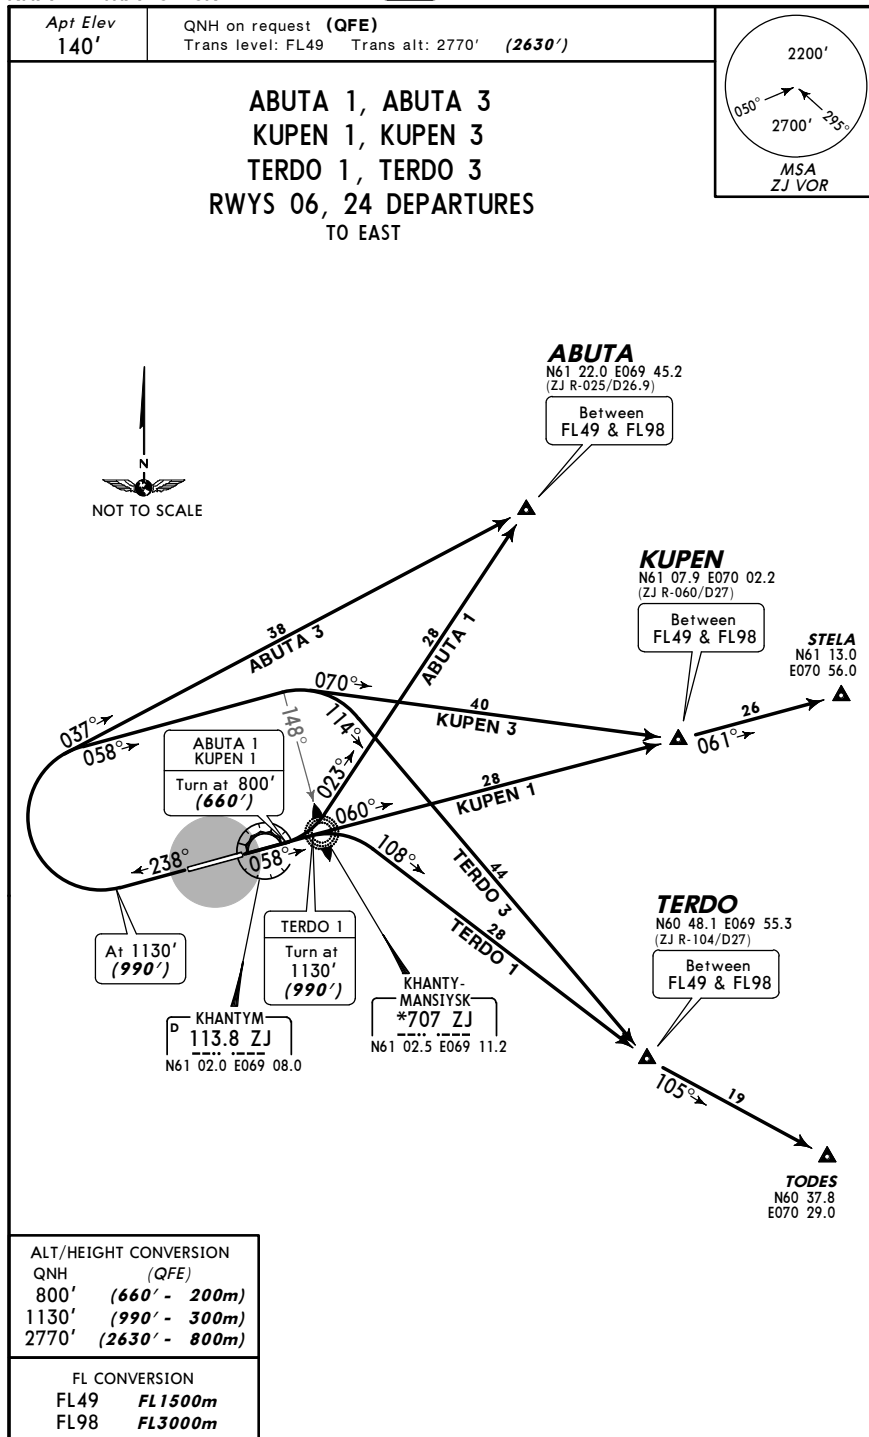 Apt Elev
140'
QNH on request (QFE)
Trans level: FL49 Trans alt: 2770' (2630')
2200'
050°
295°
2700'
MSA
ZJ VOR
ABUTA 1, ABUTA 3
KUPEN 1, KUPEN 3
TERDO 1, TERDO 3
RWYS 06, 24 DEPARTURES
TO EAST
N
NOT TO SCALE
ABUTA
N61 22.0 E069 45.2
(ZJ R-025/D26.9)
Between
FL49 & FL98
KUPEN
N61 07.9 E070 02.2
(ZJ R-060/D27)
Between
FL49 & FL98
STELA
N61 13.0
E070 56.0
38
ABUTA 3
28
ABUTA 1
037°
058°
070°
114°
148°
023°
40
KUPEN 3
26
061°
ABUTA 1
KUPEN 1
Turn at 800'
(660')
060°
28
KUPEN 1
238°
058°
108°
44
TERDO 3
28
TERDO 1
At 1130'
(990')
TERDO 1
Turn at
1130'
(990')
TERDO
N60 48.1 E069 55.3
(ZJ R-104/D27)
Between
FL49 & FL98
KHANTYM
D 113.8 ZJ
N61 02.0 E069 08.0
KHANTY-
MANSIYSK
*707 ZJ
N61 02.5 E069 11.2
105°
19
TODES
N60 37.8
E070 29.0
ALT/HEIGHT CONVERSION
QNH (QFE)
800' (660' - 200m)
1130' (990' - 300m)
2770' (2630' - 800m)
FL CONVERSION
FL49 FL1500m
FL98 FL3000m